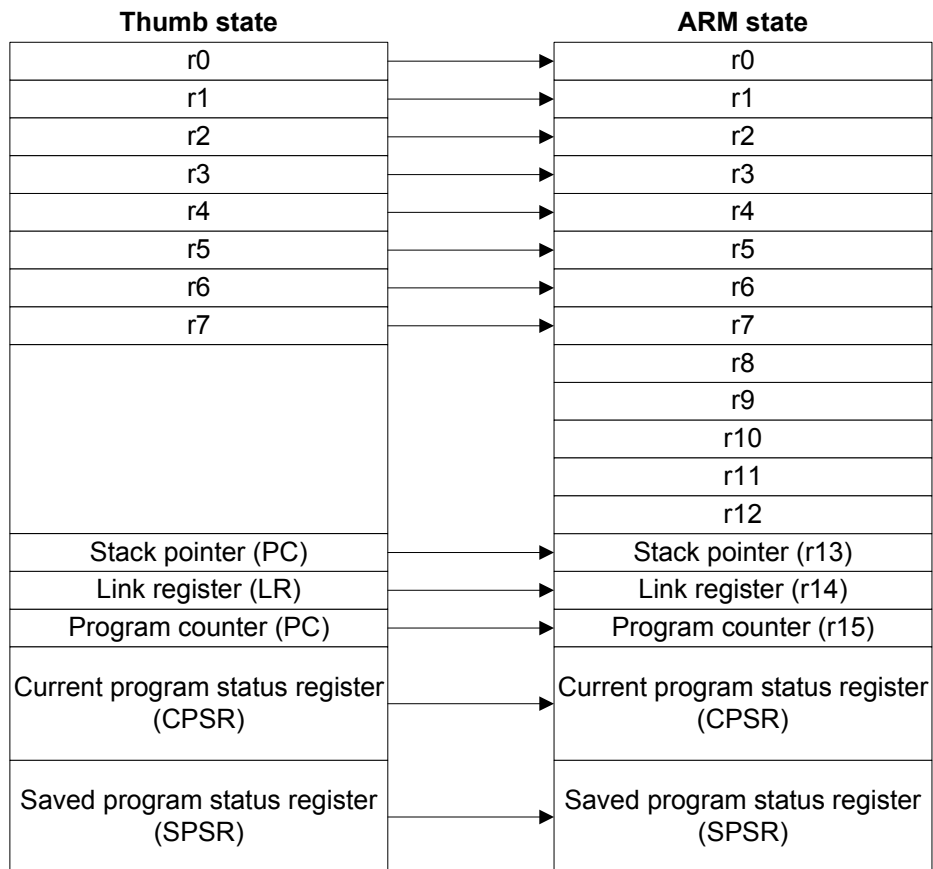 Thumb state
ARM state
r0
r0
r1
r1
r2
r2
r3
r3
r4
r4
r5
r5
r6
r6
r7
r7
r8
r9
r10
r11
r12
Stack pointer (PC)
Stack pointer (r13)
Link register (LR)
Link register (r14)
Program counter (PC)
Program counter (r15)
Current program status register
(CPSR)
Current program status register
(CPSR)
Saved program status register
(SPSR)
Saved program status register
(SPSR)